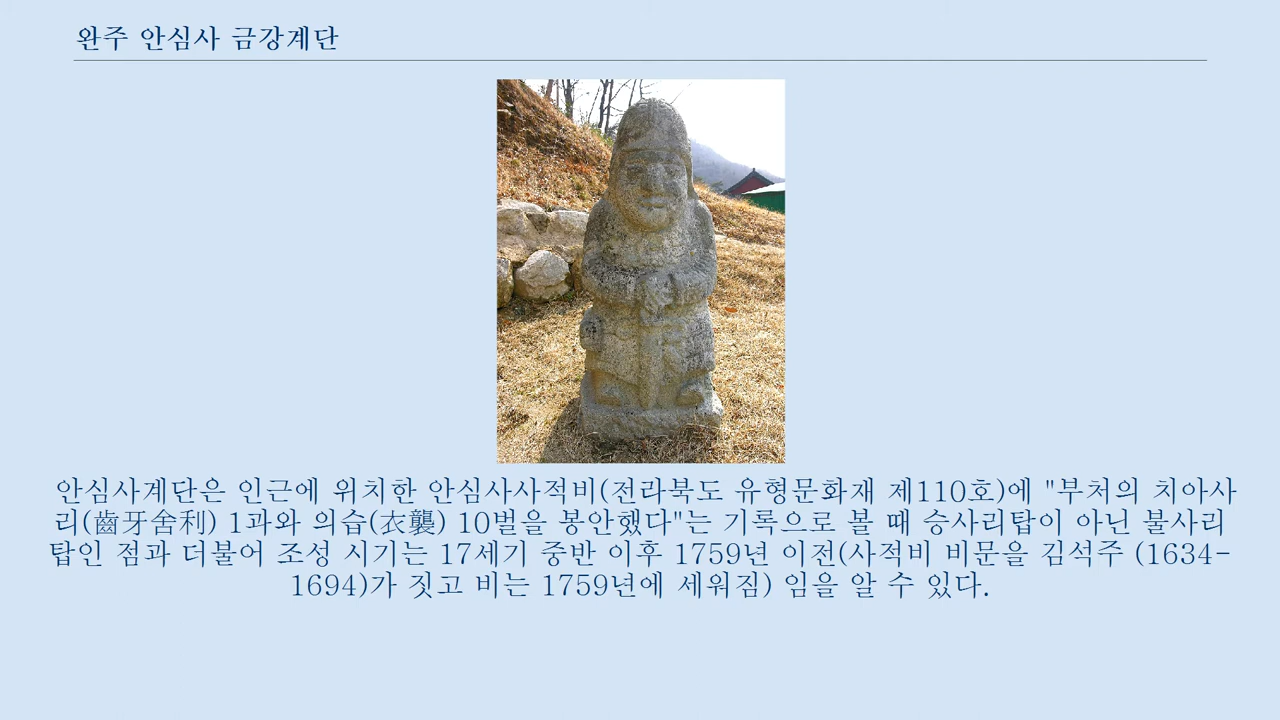 완주 안심사 금강계단
안심사계단은 인근에 위치한 안심사사적비(전라북도 유형문화재 제110호)에 "부처의 치아사
리(齒牙舍利) 1과와 의습(衣襲) 10벌을 봉안했다"는 기록으로 볼 때 승사리탑이 아닌 불사리
탑인 점과 더불어 조성 시기는 17세기 중반 이후 1759년 이전(사적비 비문을 김석주 (1634-
1694)가 짓고 비는 1759년에 세워짐) 임을 알 수 있다.